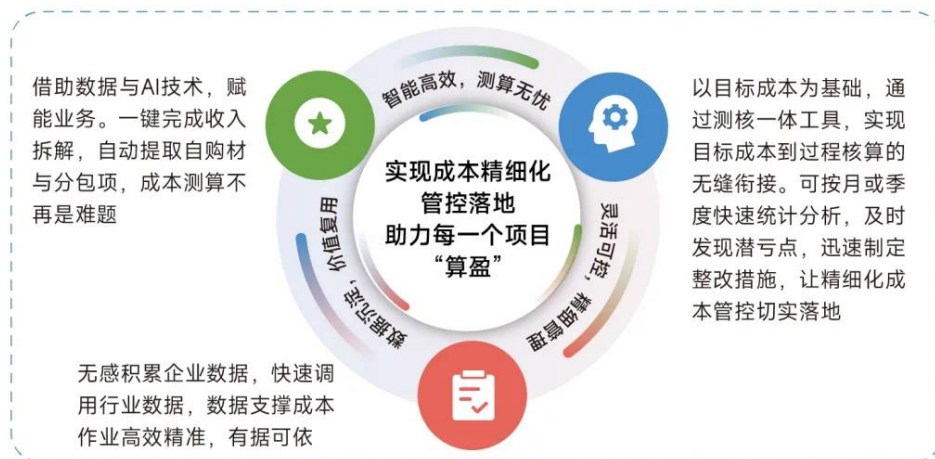 借助数据与AI技术，赋
能业务。一键完成收入
拆解，自动提取自购材
与分包项，成本测算不
再是难题
智能高效，测算无忧
以目标成本为基础，通
过测核一体工具，实现
目标成本到过程核算的
无缝衔接。可按月或季
度快速统计分析，及时
发现潜亏点，迅速制定
整改措施，让精细化成
本管控切实落地
实现成本精细化
管控落地
助力每一个项目
“算盈”
灵活可控，精细管理
数据沉淀，价值复用
无感积累企业数据，快速调
用行业数据，数据支撑成本
作业高效精准，有据可依